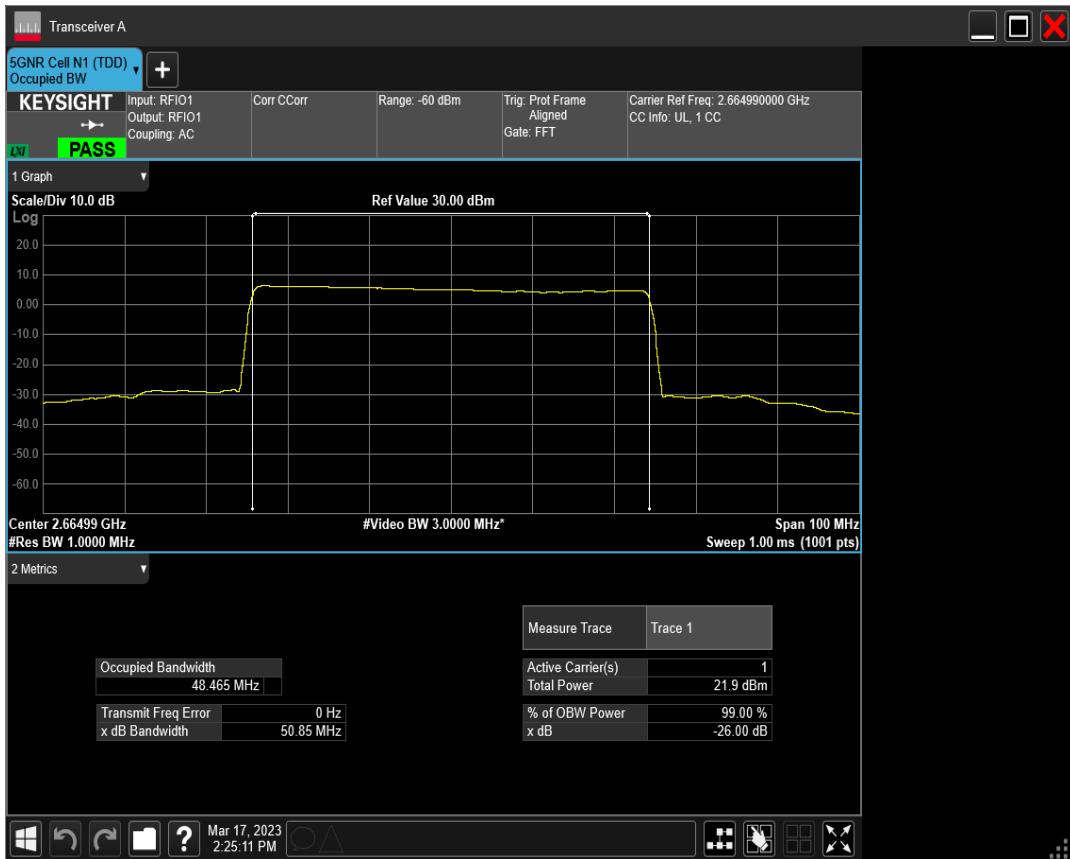 Transceiver A
5GNR Cell N1 (TDD)
Occupied BW
KEYSIGHT
LXI
PASS
Input: RFIO1
Output: RFIO1
Coupling: AC
Corr CCorr
Range: -60 dBm
Trig: Prot Frame
Aligned
Gate: FFT
Carrier Ref Freq: 2.664990000 GHz
CC Info: UL, 1 CC
1 Graph
Scale/Div 10.0 dB
Ref Value 30.00 dBm
Log
20.0
10.0
0.00
-10.0
-20.0
-30.0
-40.0
-50.0
-60.0
Center 2.66499 GHz
#Video BW 3.0000 MHz*
Span 100 MHz
#Res BW 1.0000 MHz
Sweep 1.00 ms (1001 pts)
2 Metrics
Measure Trace Trace 1
Occupied Bandwidth
48.465 MHz
Active Carrier(s) 1
Total Power 21.9 dBm
Transmit Freq Error 0 Hz
x dB Bandwidth 50.85 MHz
% of OBW Power 99.00 %
x dB -26.00 dB
?
Mar 17, 2023
2:25:11 PM